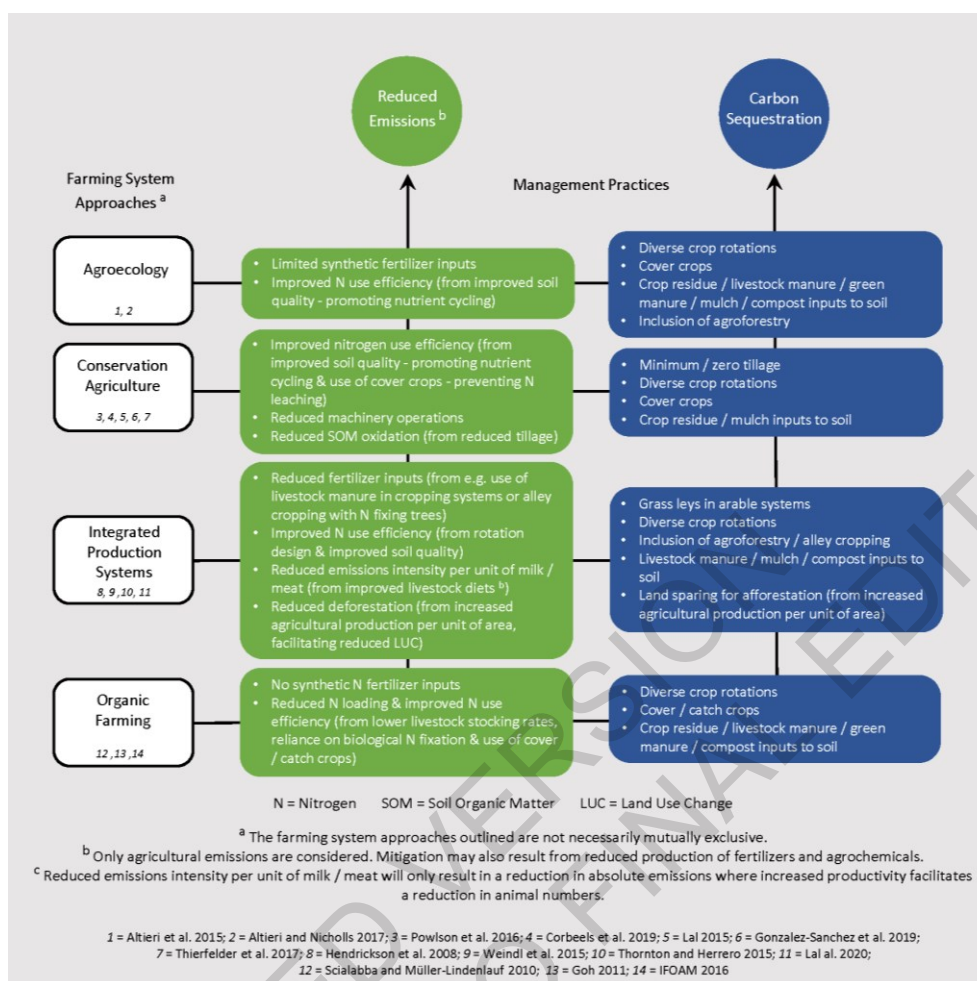 Reduced
Emissions b
Carbon
Sequestration
Farming System
Approaches a
Management Practices
Agroecology
1, 2
• Limited synthetic fertilizer inputs
• Improved N use efficiency (from improved soil
quality - promoting nutrient cycling)
• Diverse crop rotations
• Cover crops
• Crop residue / livestock manure / green
manure / mulch / compost inputs to soil
• Inclusion of agroforestry
Conservation
Agriculture
3, 4, 5, 6, 7
• Improved nitrogen use efficiency (from
improved soil quality - promoting nutrient
cycling & use of cover crops - preventing N
leaching)
• Reduced machinery operations
• Reduced SOM oxidation (from reduced tillage)
• Minimum / zero tillage
• Diverse crop rotations
• Cover crops
• Crop residue / mulch inputs to soil
Integrated
Production
Systems
8, 9 ,10, 11
• Reduced fertilizer inputs (from e.g. use of
livestock manure in cropping systems or alley
cropping with N fixing trees)
• Improved N use efficiency (from rotation
design & improved soil quality)
• Reduced emissions intensity per unit of milk /
meat (from improved livestock diets b)
• Reduced deforestation (from increased
agricultural production per unit of area,
facilitating reduced LUC)
• Grass leys in arable systems
• Diverse crop rotations
• Inclusion of agroforestry / alley cropping
• Livestock manure / mulch / compost inputs to
soil
• Land sparing for afforestation (from increased
agricultural production per unit of area)
Organic
Farming
12 ,13 ,14
• No synthetic N fertilizer inputs
• Reduced N loading & improved N use
efficiency (from lower livestock stocking rates,
reliance on biological N fixation & use of cover
/ catch crops)
• Diverse crop rotations
• Cover / catch crops
• Crop residue / livestock manure / green
manure / compost inputs to soil
N = Nitrogen SOM = Soil Organic Matter LUC = Land Use Change
a The farming system approaches outlined are not necessarily mutually exclusive.
b Only agricultural emissions are considered. Mitigation may also result from reduced production of fertilizers and agrochemicals.
c Reduced emissions intensity per unit of milk / meat will only result in a reduction in absolute emissions where increased productivity facilitates
a reduction in animal numbers.
1 = Altieri et al. 2015; 2 = Altieri and Nicholls 2017; 3 = Powlson et al. 2016; 4 = Corbeels et al. 2019; 5 = Lal 2015; 6 = Gonzalez-Sanchez et al. 2019;
7 = Thierfelder et al. 2017; 8 = Hendrickson et al. 2008; 9 = Weindl et al. 2015; 10 = Thornton and Herrero 2015; 11 = Lal al. 2020;
12 = Scialabba and Müller-Lindenlauf 2010; 13 = Goh 2011; 14 = IFOAM 2016
ED VERSION
O FINAL EDIT